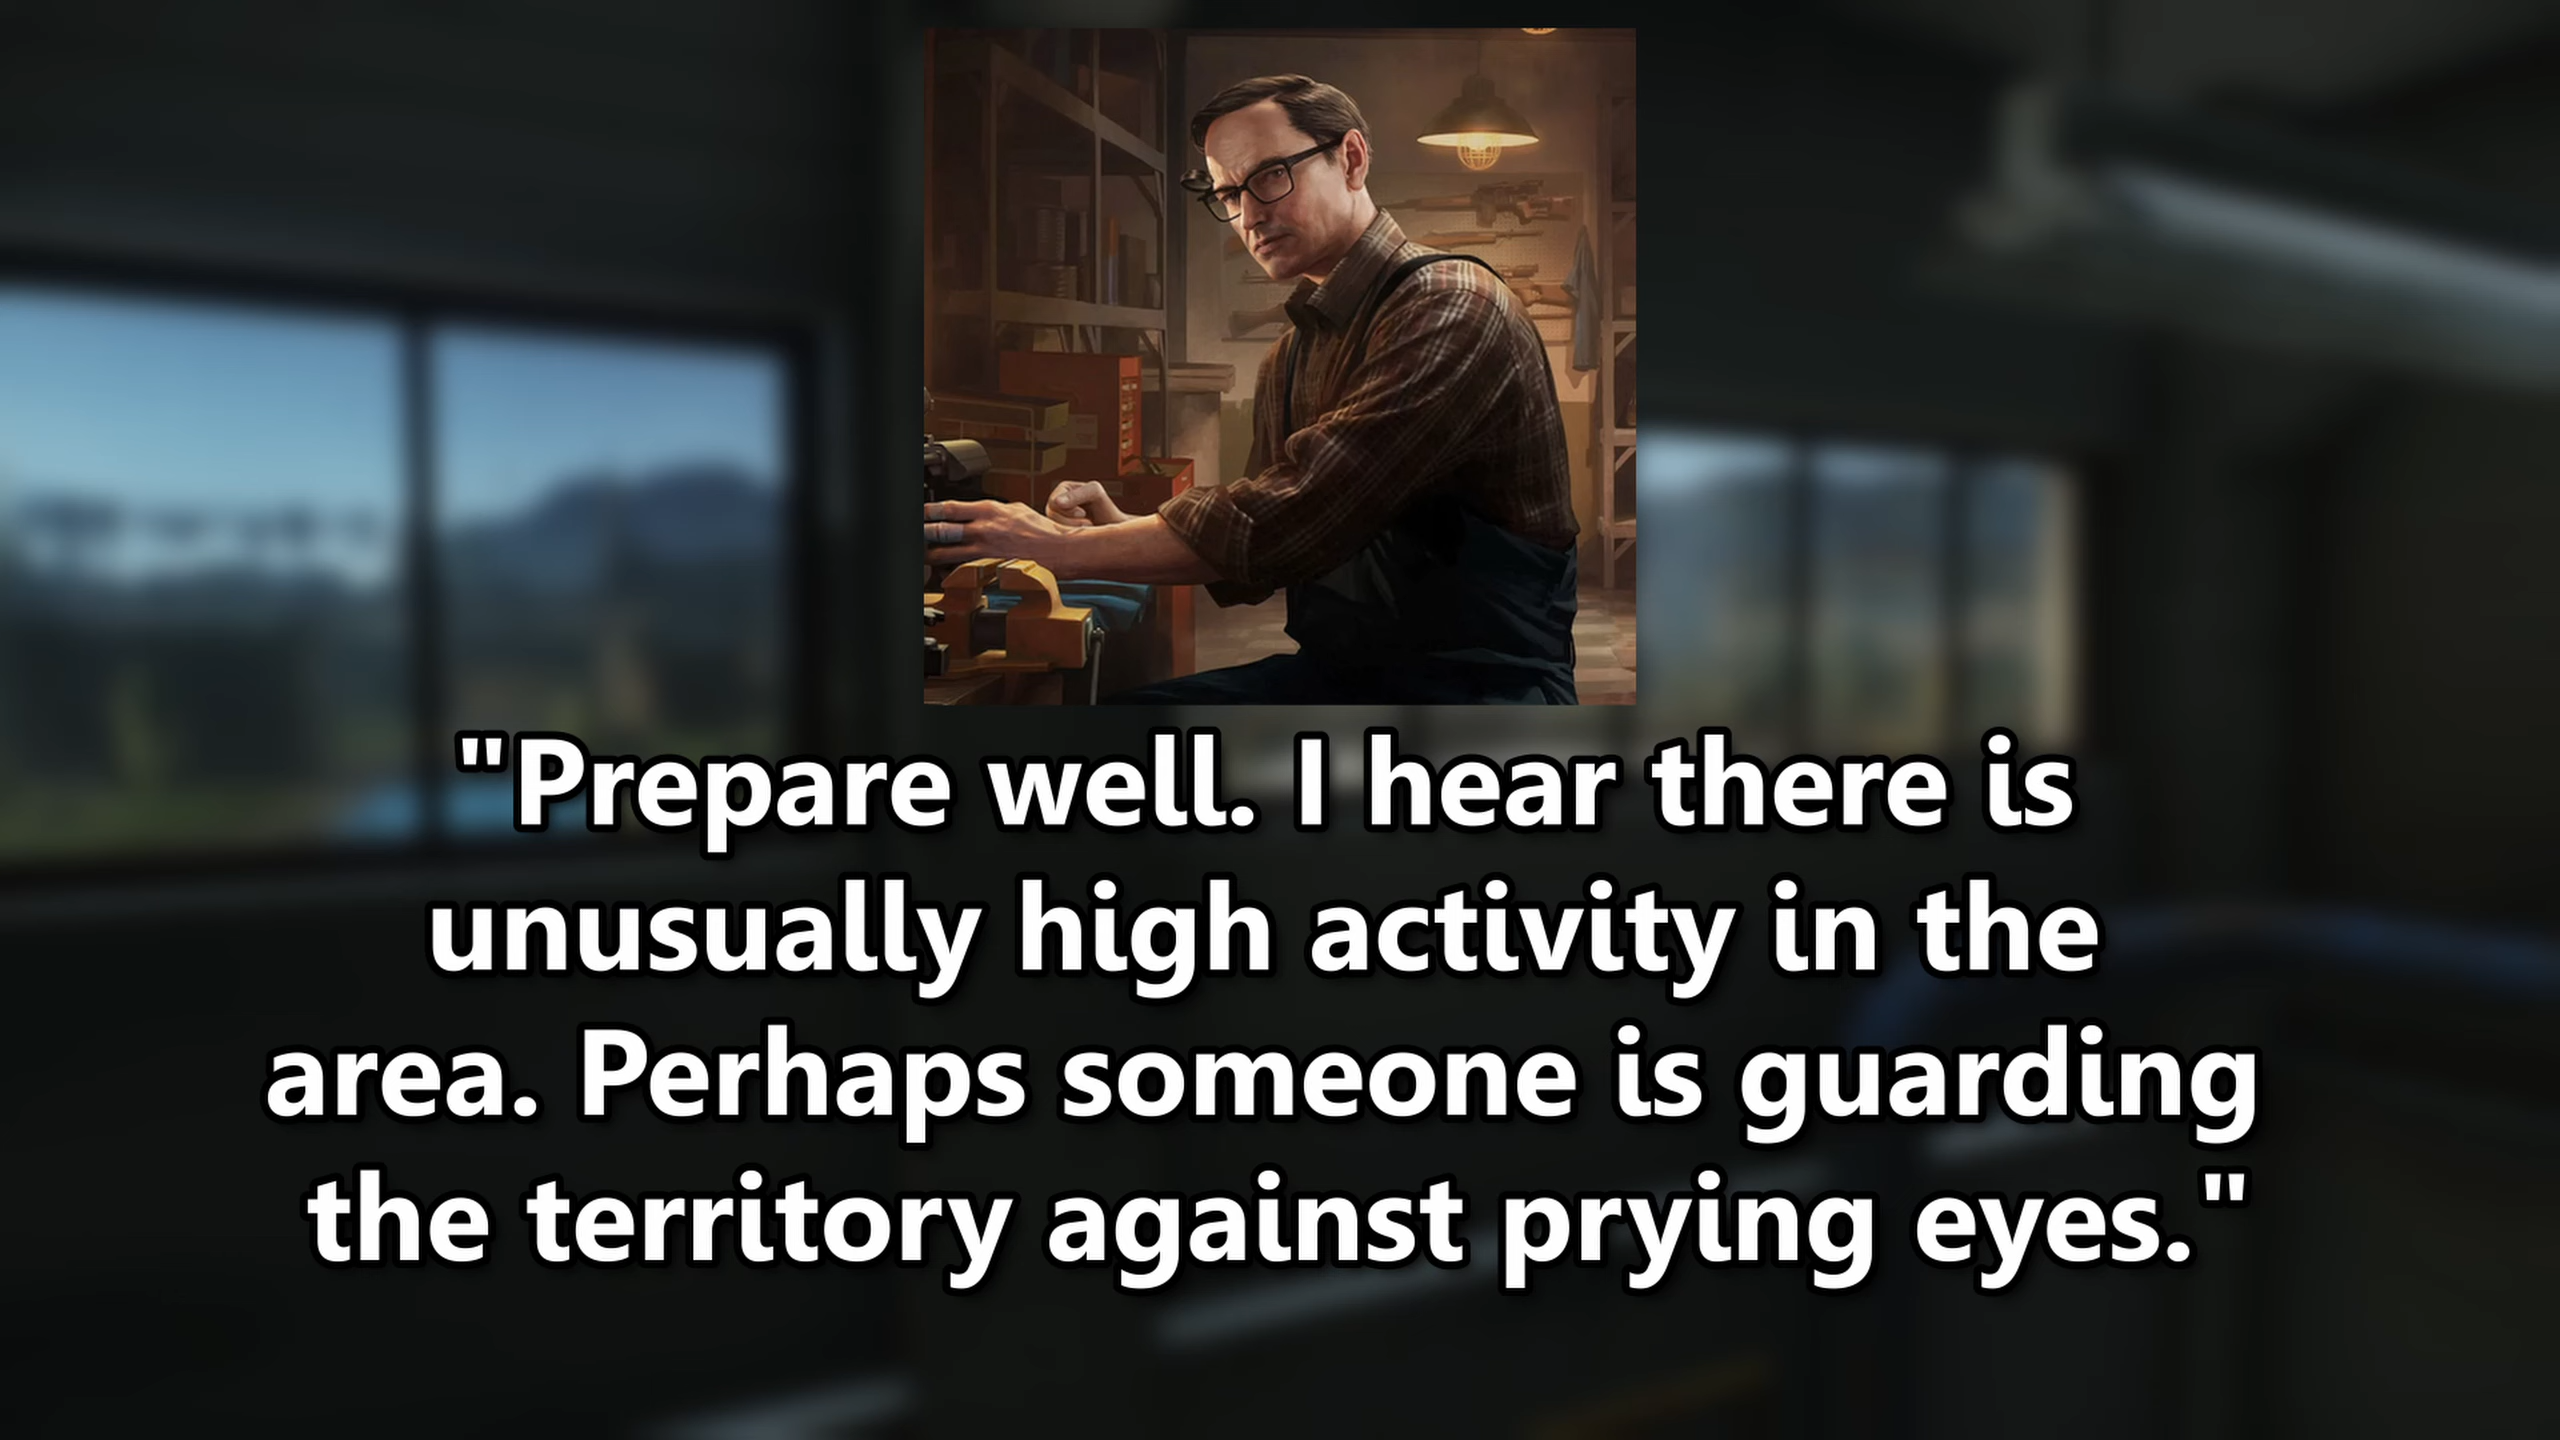 "Prepare well. I hear there is
unusually high activity in the
area. Perhaps someone is guarding
the territory against prying eyes."